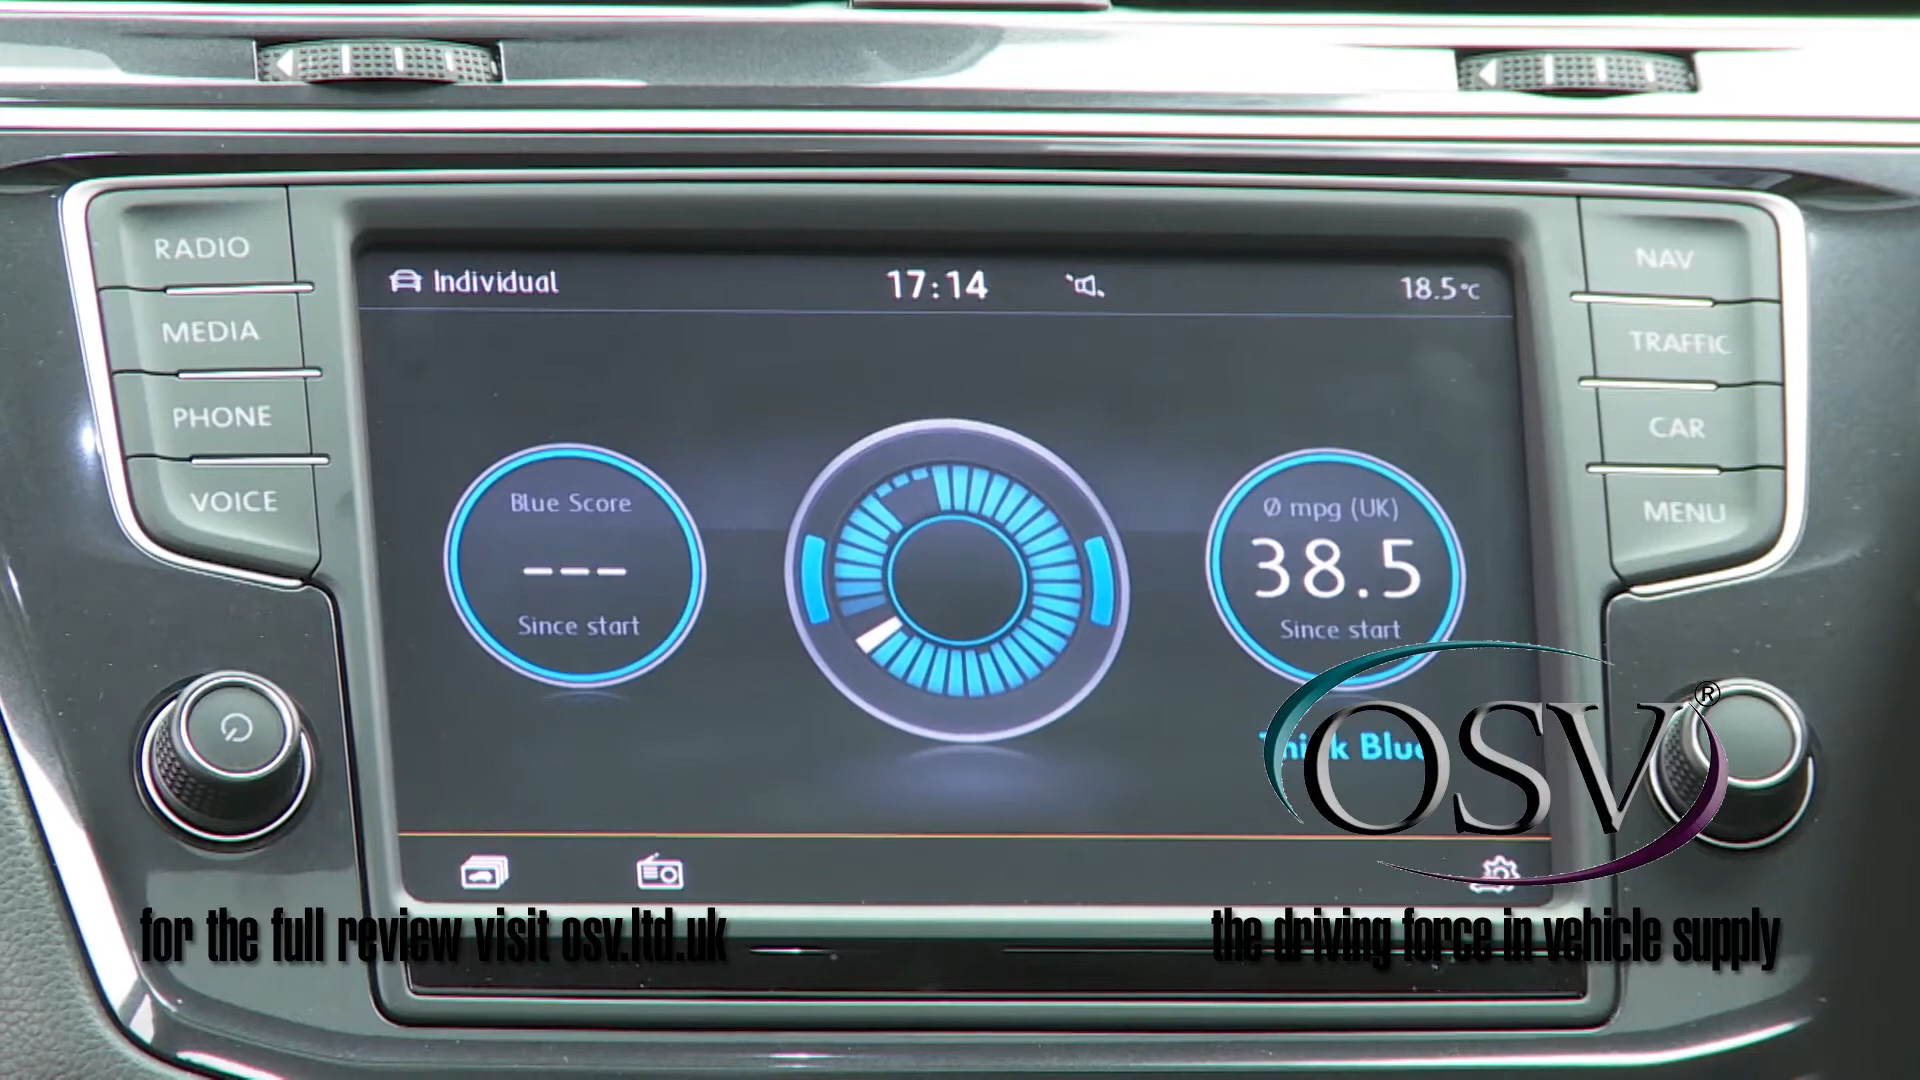 RADIO
MEDIA
PHONE
VOICE
Individual
17:14
18.5°C
Blue Score
---
Since start
Ø mpg (UK)
38.5
Since start
Think Blue.
NAV
TRAFFIC
CAR
MENU
OSV®
for the full review visit osv.ltd.uk
the driving force in vehicle supply